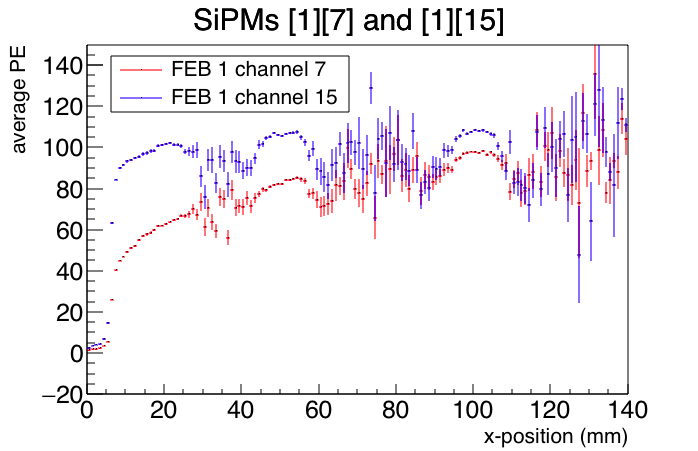 SiPMs [1][7] and [1][15]
average PE
FEB 1 channel 7
FEB 1 channel 15
140
120
100
80
60
40
20
0
−20
0 20 40 60 80 100 120 140
x-position (mm)